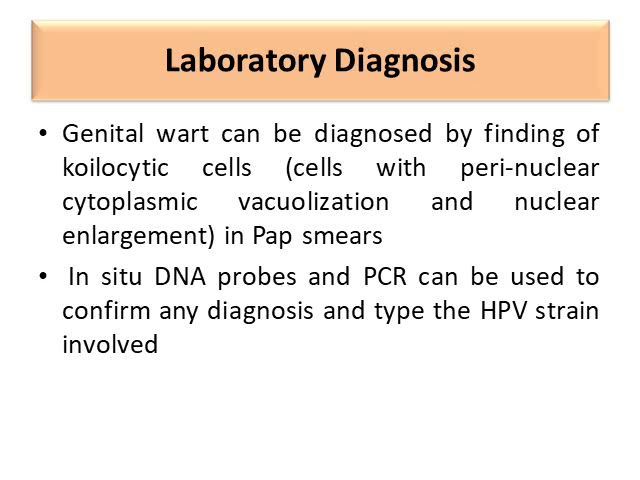 Laboratory Diagnosis
• Genital wart can be diagnosed by finding of
koilocytic cells (cells with peri-nuclear
cytoplasmic vacuolization and nuclear
enlargement) in Pap smears
• In situ DNA probes and PCR can be used to
confirm any diagnosis and type the HPV strain
involved